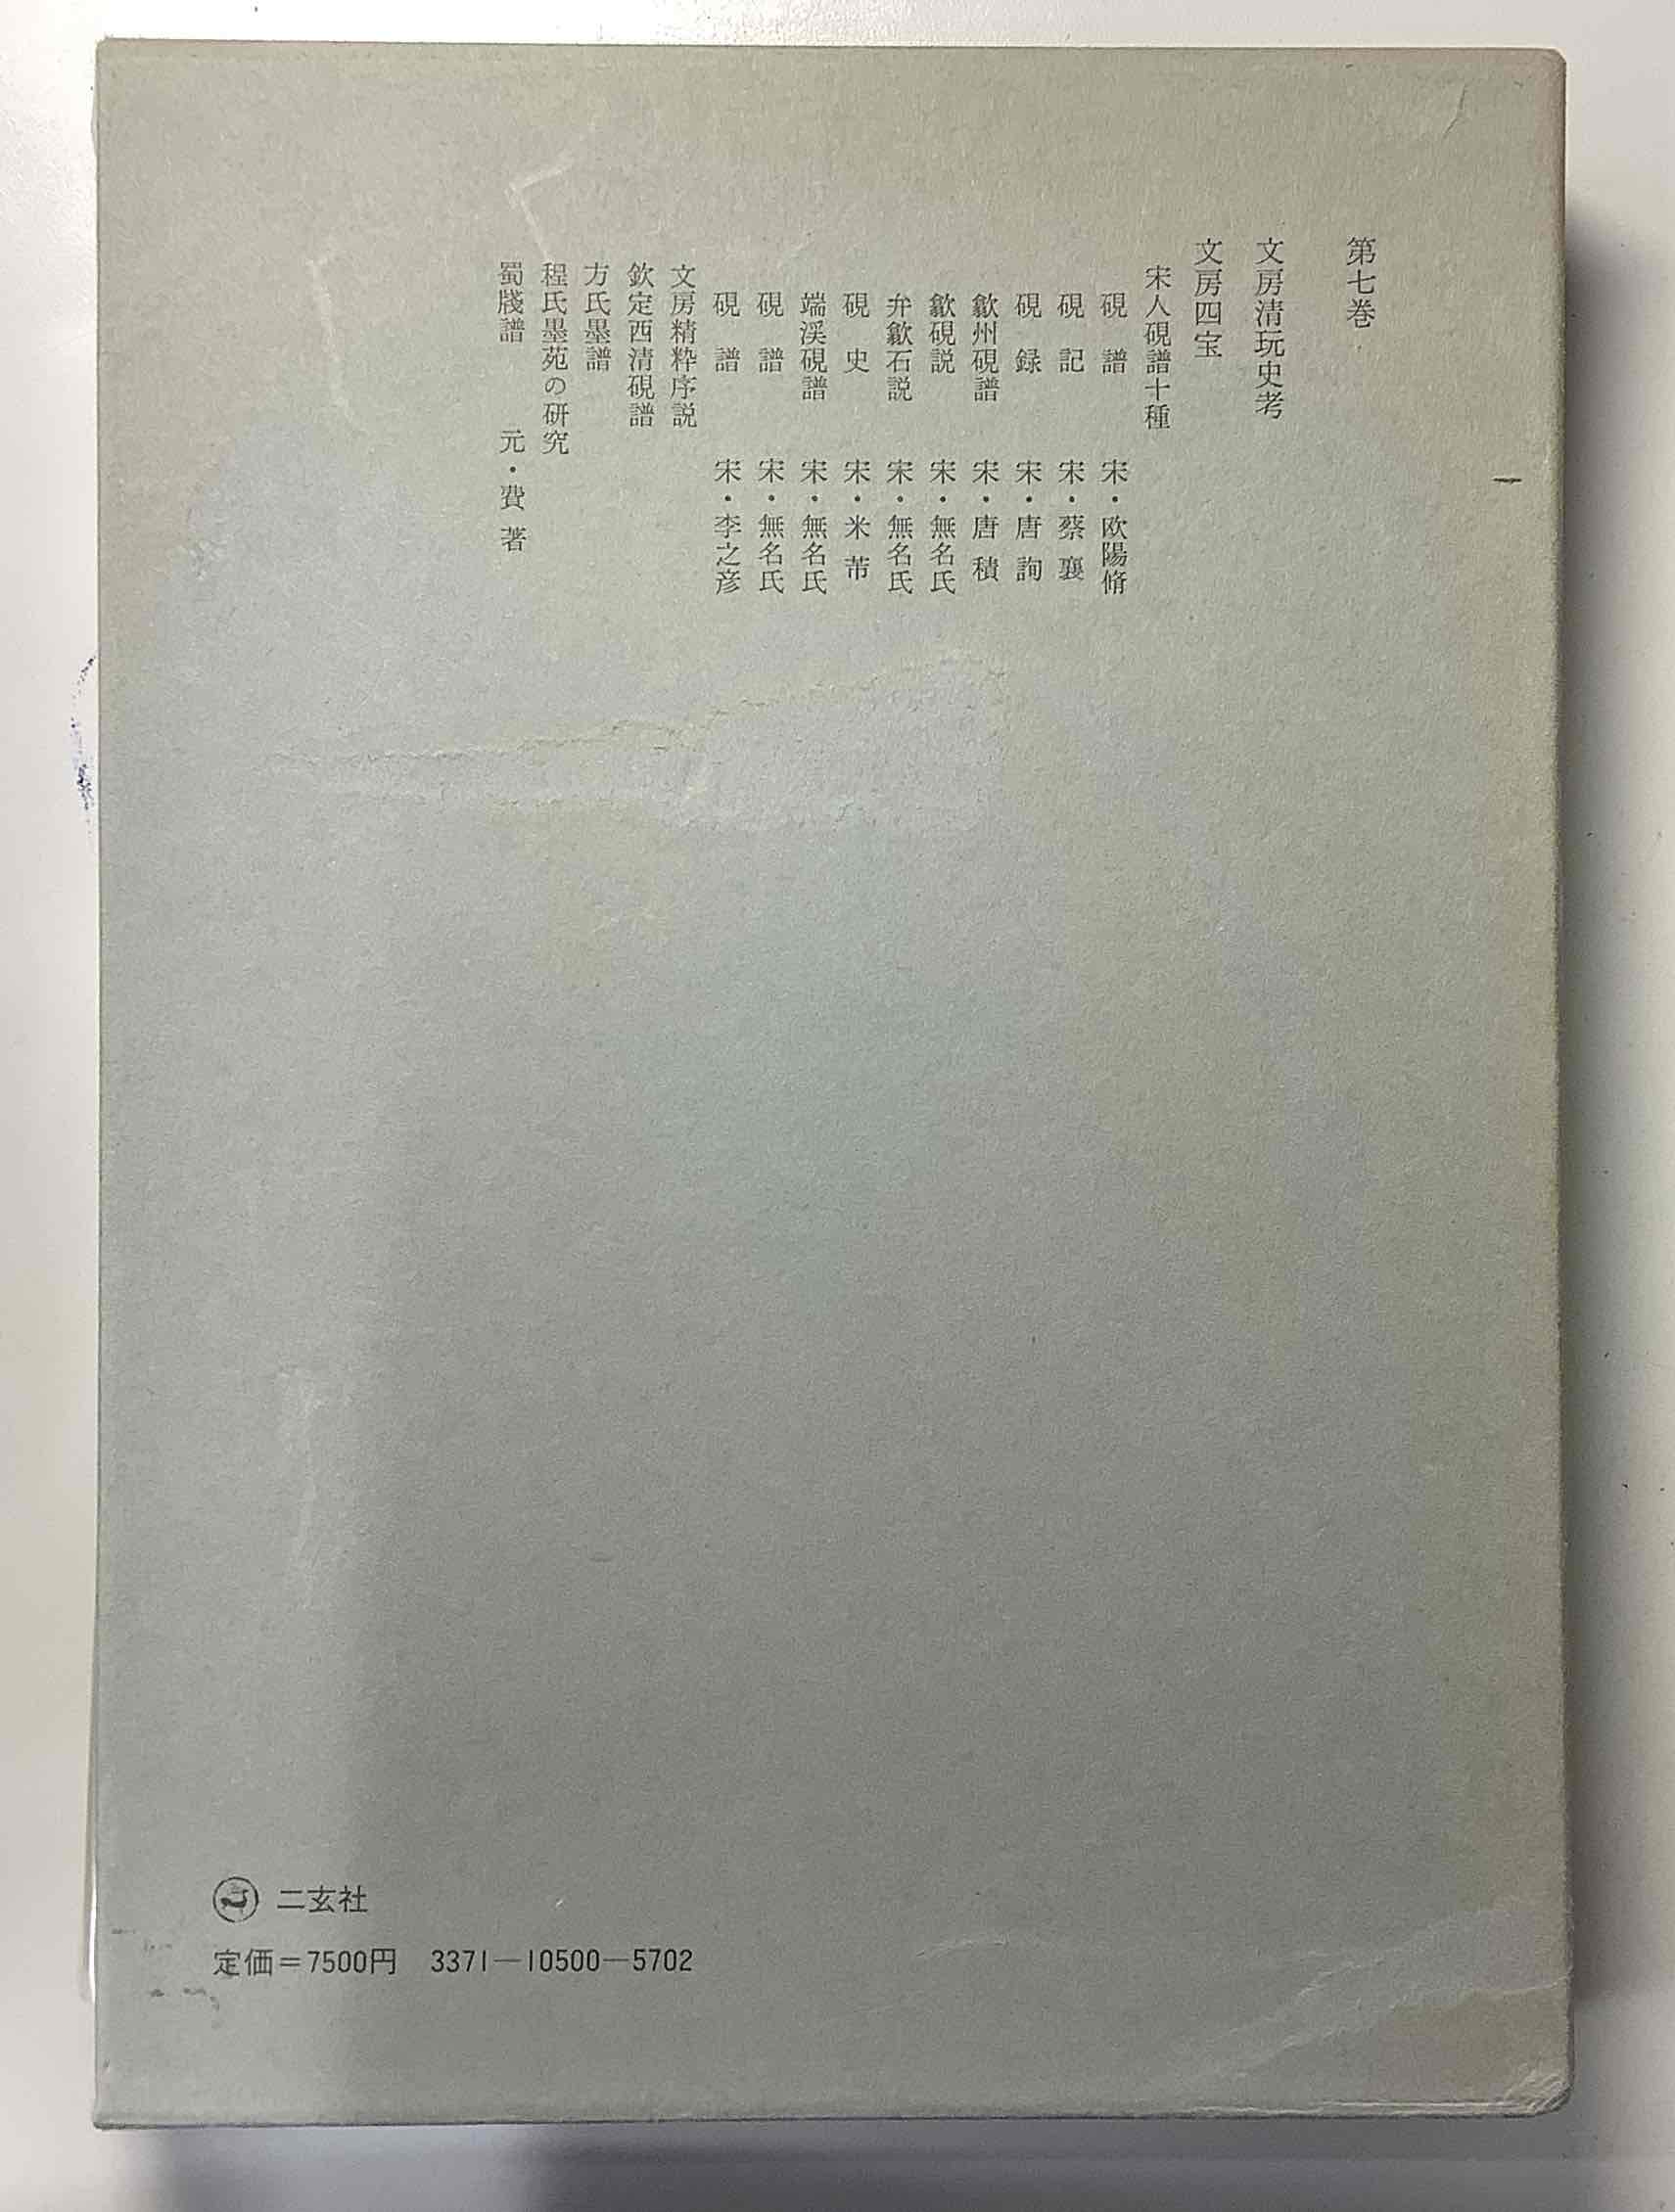 第七巻
文房清玩史考
文房四宝
宋人硯譜十種
硯譜 宋・欧陽脩
硯記 宋・蔡襄
硯録 宋・唐詢
歙州硯譜 宋・唐積
歙硯説 宋・無名氏
弁歙石説 宋・無名氏
硯史 宋・米芾
端渓硯譜 宋・無名氏
硯譜 宋・無名氏
硯譜 宋・李之彦
文房精粋序説
欽定西清硯譜
方氏墨譜
程氏墨苑の研究
蜀牋譜 元・費著
二玄社
定価=7500円 3371-10500-5702